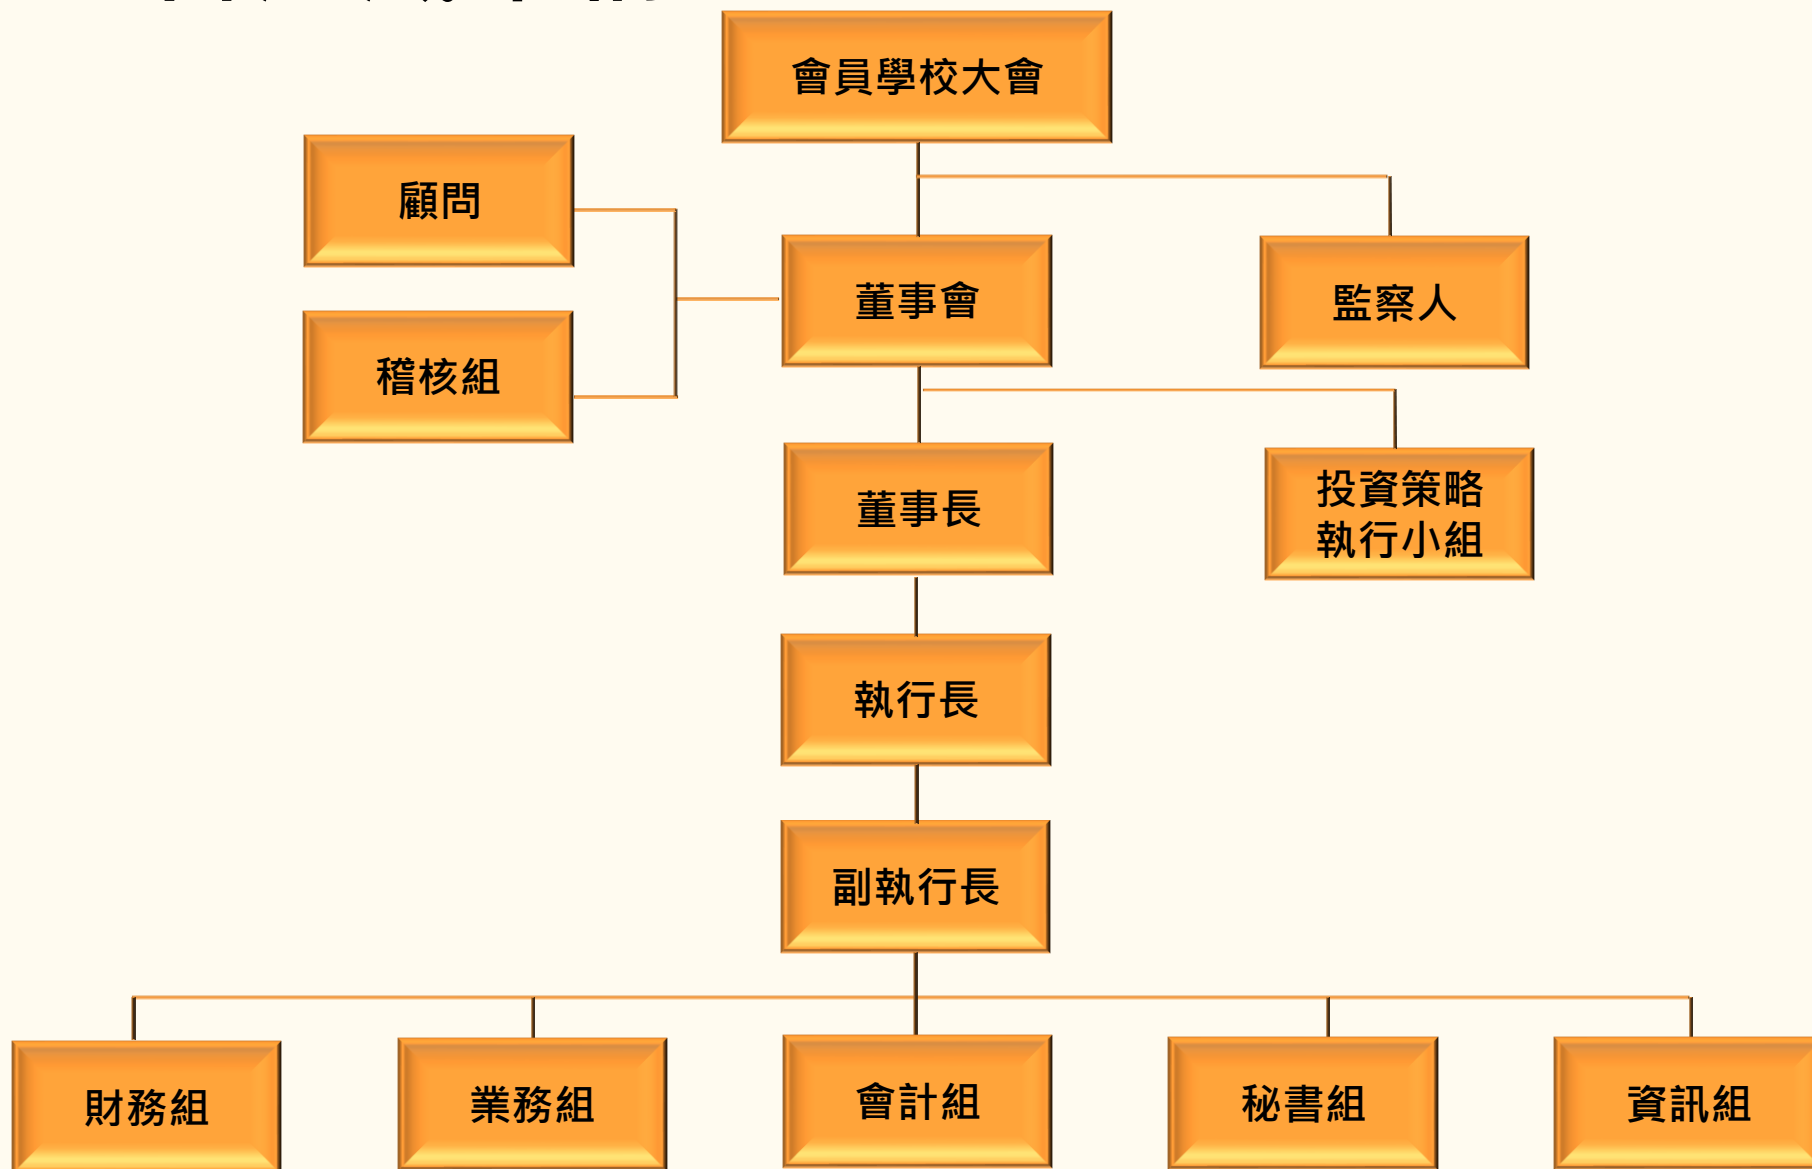 會員學校大會
顧問
董事會
監察人
稽核組
董事長
投資策略
執行小組
執行長
副執行長
財務組
業務組
會計組
秘書組
資訊組